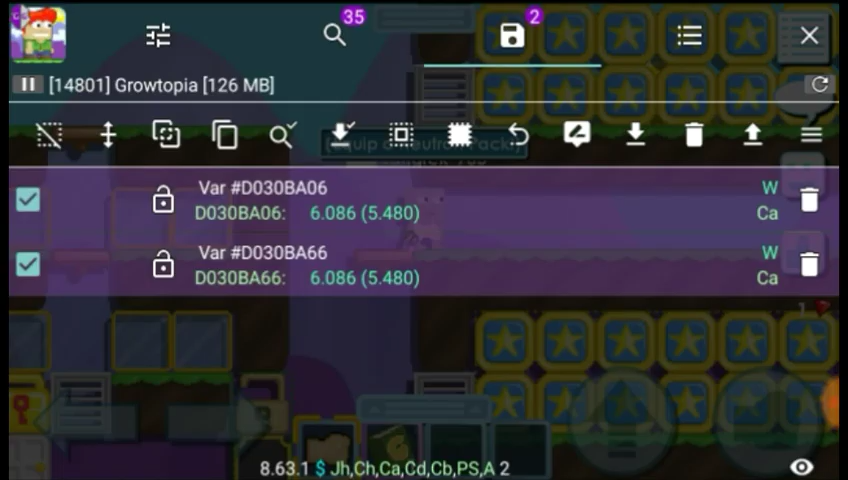 35
2
[14801] Growtopia [126 MB]
Var #D030BA06
W
D030BA06: 6.086 (5.480)
Ca
Var #D030BA66
W
D030BA66: 6.086 (5.480)
Ca
8.63.1 $ Jh,Ch,Ca,Cd,Cb,PS,A 2